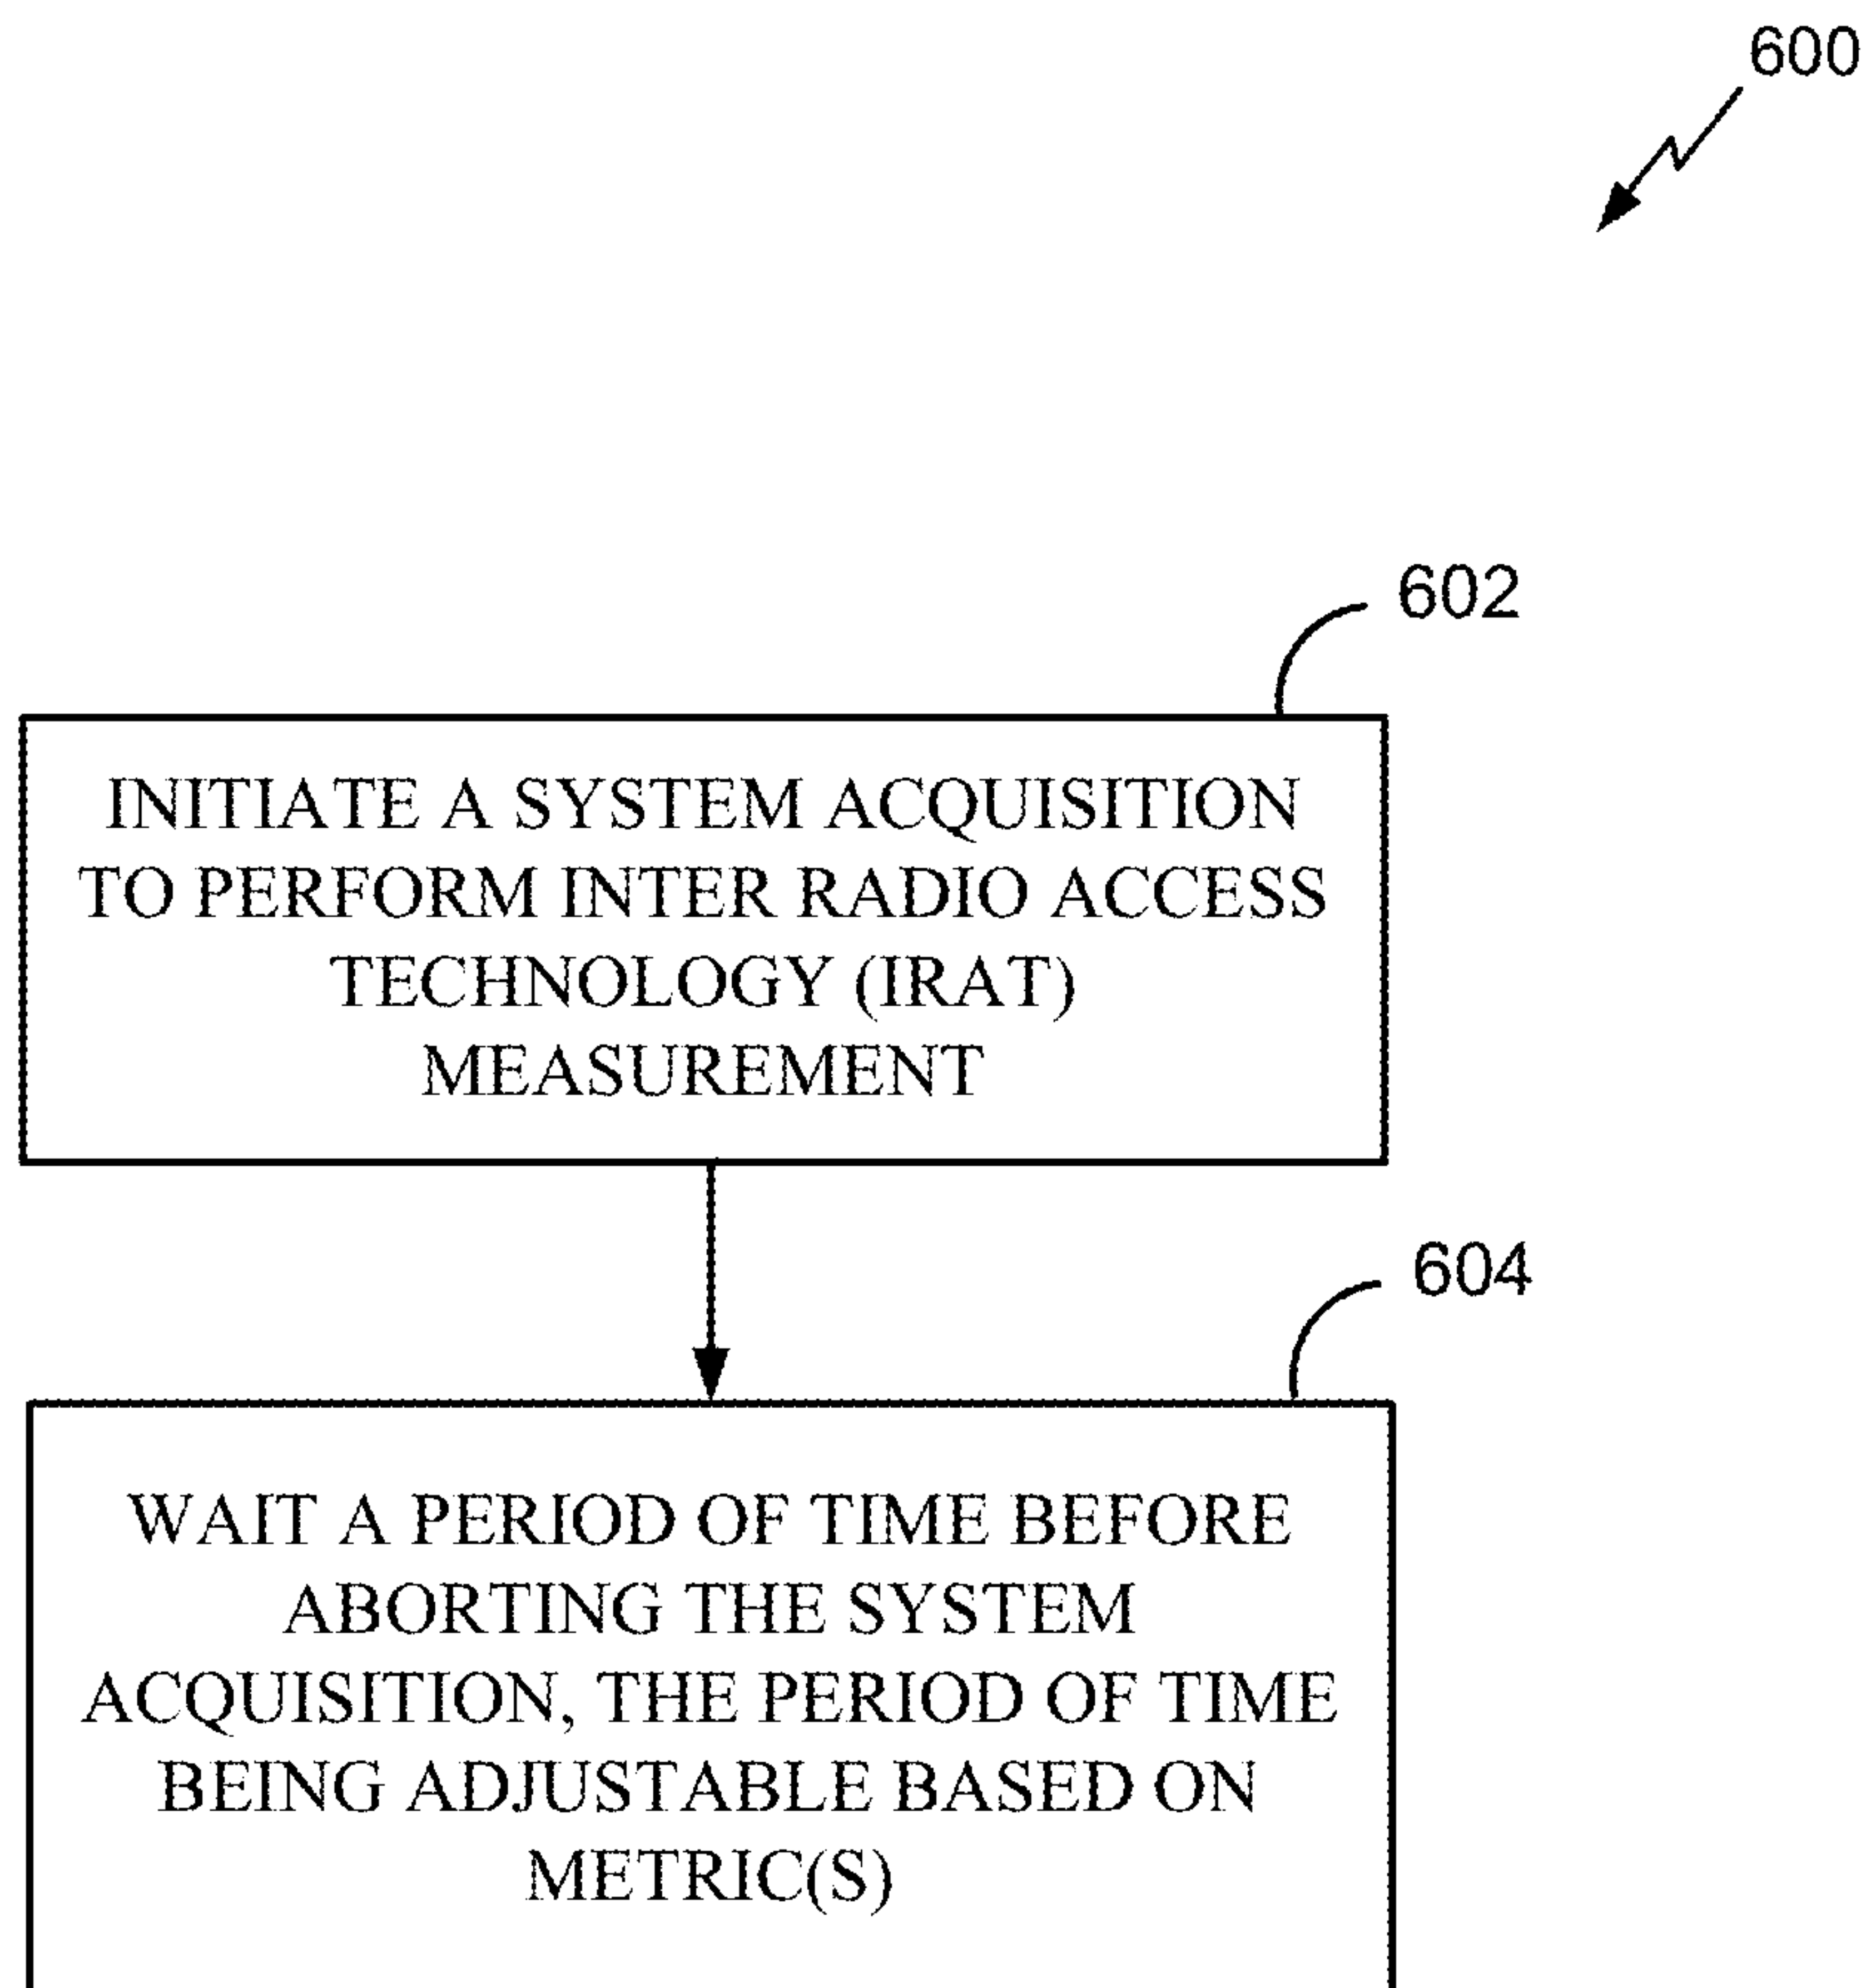 600
602
INITIATE A SYSTEM ACQUISITION
TO PERFORM INTER RADIO ACCESS
TECHNOLOGY (IRAT)
MEASUREMENT
604
WAIT A PERIOD OF TIME BEFORE
ABORTING THE SYSTEM
ACQUISITION, THE PERIOD OF TIME
BEING ADJUSTABLE BASED ON
METRIC(S)